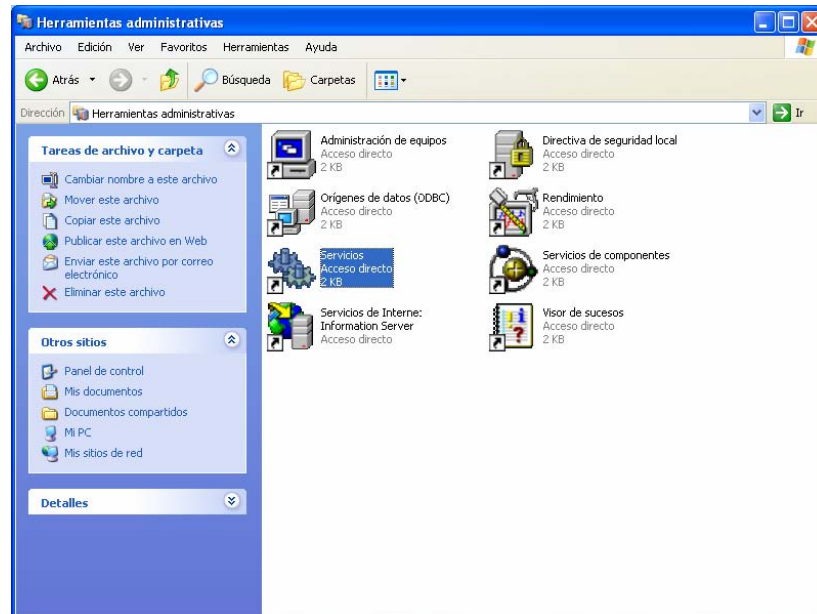 Herramientas administrativas
Archivo Edición Ver Favoritos Herramientas Ayuda
Atrás Búsqueda Carpetas
Dirección Herramientas administrativas Ir
Tareas de archivo y carpeta
Cambiar nombre a este archivo
Mover este archivo
Copiar este archivo
Publicar este archivo en Web
Enviar este archivo por correo
electrónico
Eliminar este archivo
Otros sitios
Panel de control
Mis documentos
Documentos compartidos
Mi PC
Mis sitios de red
Detalles
Administración de equipos
Acceso directo
2 KB
Directiva de seguridad local
Acceso directo
2 KB
Orígenes de datos (ODBC)
Acceso directo
2 KB
Rendimiento
Acceso directo
2 KB
Servicios
Acceso directo
2 KB
Servicios de componentes
Acceso directo
2 KB
Servicios de Interne:
Information Server
Acceso directo
Visor de sucesos
Acceso directo
2 KB